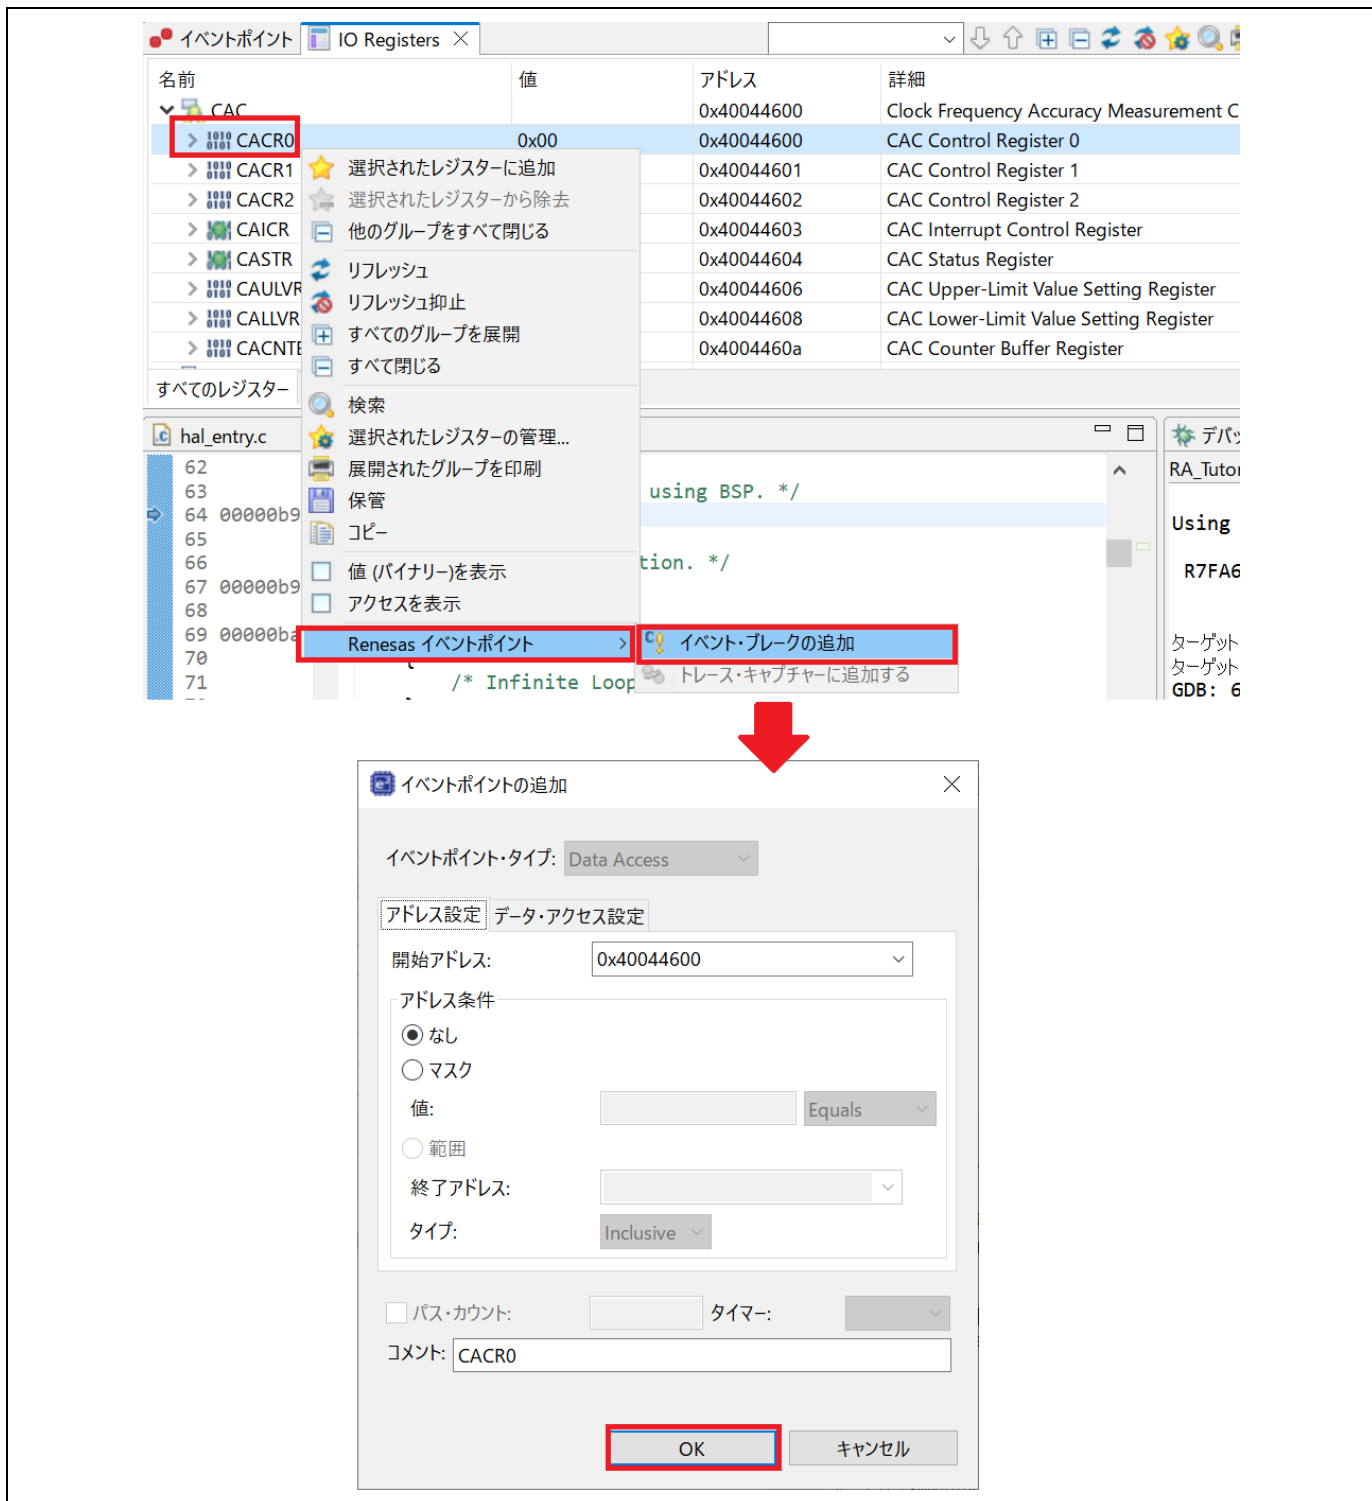 イベントポイント IO Registers
名前 値 アドレス 詳細
CAC 0x40044600 Clock Frequency Accuracy Measurement C
CACR0 0x00 0x40044600 CAC Control Register 0
CACR1 0x40044601 CAC Control Register 1
CACR2 0x40044602 CAC Control Register 2
CAICR 0x40044603 CAC Interrupt Control Register
CASTR 0x40044604 CAC Status Register
CAULVR 0x40044606 CAC Upper-Limit Value Setting Register
CALLVR 0x40044608 CAC Lower-Limit Value Setting Register
CACNTB 0x4004460a CAC Counter Buffer Register
すべてのレジスター
選択されたレジスターに追加
選択されたレジスターから除去
他のグループをすべて閉じる
リフレッシュ
リフレッシュ抑止
すべてのグループを展開
すべて閉じる
検索
選択されたレジスターの管理...
展開されたグループを印刷
保管
コピー
値 (バイナリー)を表示
アクセスを表示
Renesas イベントポイント
イベント・ブレークの追加
トレース・キャプチャーに追加する
hal_entry.c
62
63 using BSP. */
64 00000b9
65
66 tion. */
67 00000b9
68
69 00000ba
70 {
71 /* Infinite Loop
デバッ
RA_Tutor
Using
R7FA6
ターゲット
ターゲット
GDB: 6
イベントポイントの追加
イベントポイント・タイプ: Data Access
アドレス設定 データ・アクセス設定
開始アドレス: 0x40044600
アドレス条件
なし
マスク
値: Equals
範囲
終了アドレス:
タイプ: Inclusive
パス・カウント: タイマー:
コメント: CACR0
OK キャンセル